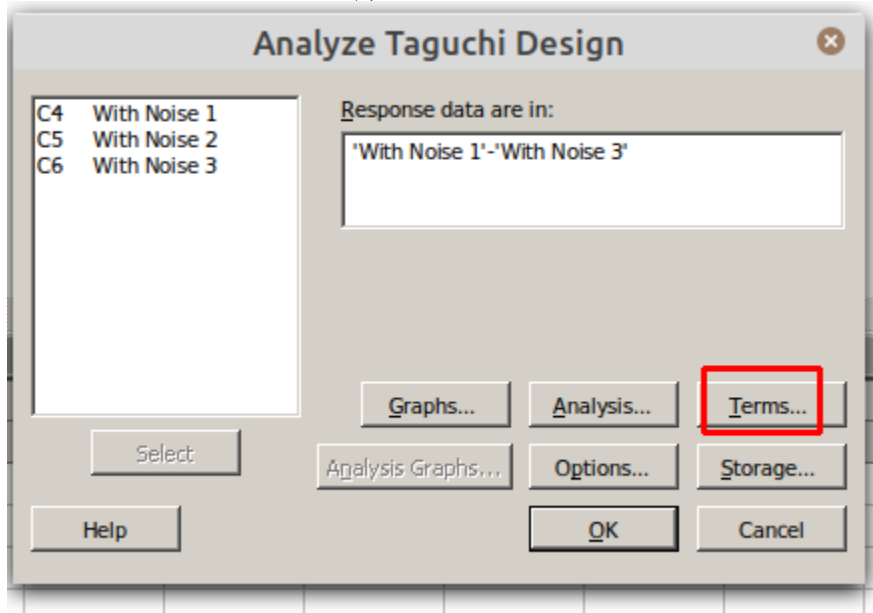 Analyze Taguchi Design
C4 With Noise 1
C5 With Noise 2
C6 With Noise 3
Response data are in:
'With Noise 1'-'With Noise 3'
Graphs...
Analysis...
Terms...
Select
Analysis Graphs...
Options...
Storage...
Help
OK
Cancel